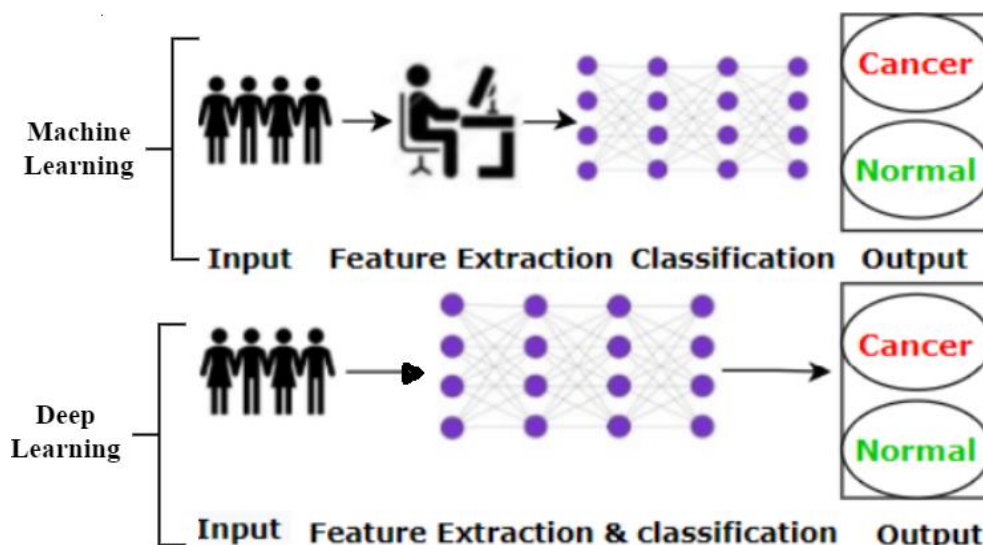 Machine
Learning
Cancer
Normal
Input Feature Extraction Classification Output
Deep
Learning
Cancer
Normal
Input Feature Extraction & classification Output